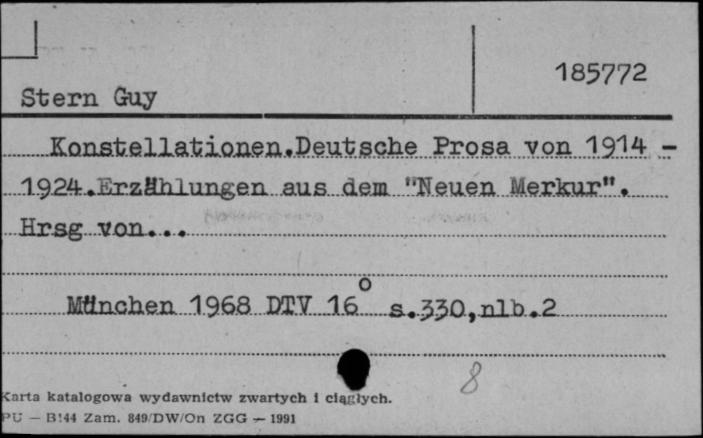 185772
Stern Guy
Konstellationen.Deutsche Prosa von 1914 -
1924.Erzählungen aus dem "Neuen Merkur".
Hrsg von...
München 1968 DTV 16° s.330,nlb.2
8
Karta katalogowa wydawnictw zwartych i ciągłych.
PU — B144 Zam. 849/DW/On ZGG — 1991